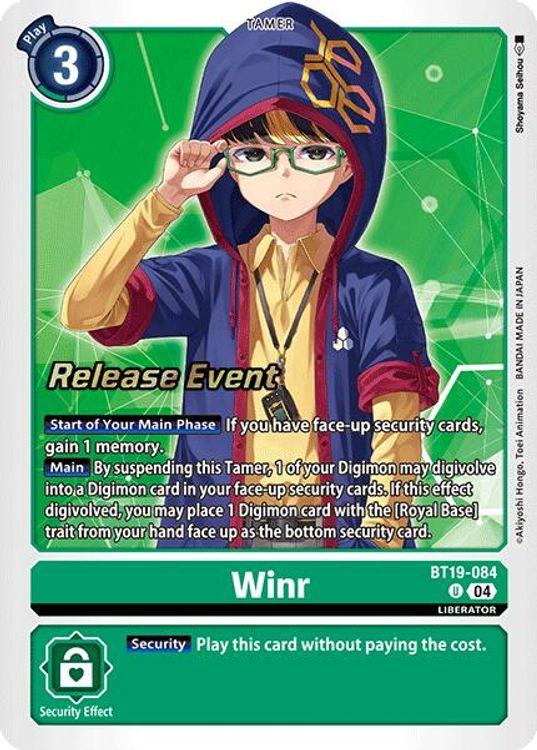 TAMER
Play
3
Shoyama Seihou
Release Event
Start of Your Main Phase If you have face-up security cards,
gain 1 memory.
Main By suspending this Tamer, 1 of your Digimon may digivolve
into a Digimon card in your face-up security cards. If this effect
digivolved, you may place 1 Digimon card with the [Royal Base]
trait from your hand face up as the bottom security card.
©Akiyoshi Hongo, Toei Animation BANDAI MADE IN JAPAN
Winr
BT19-084
U 04
LIBERATOR
Security Play this card without paying the cost.
Security Effect